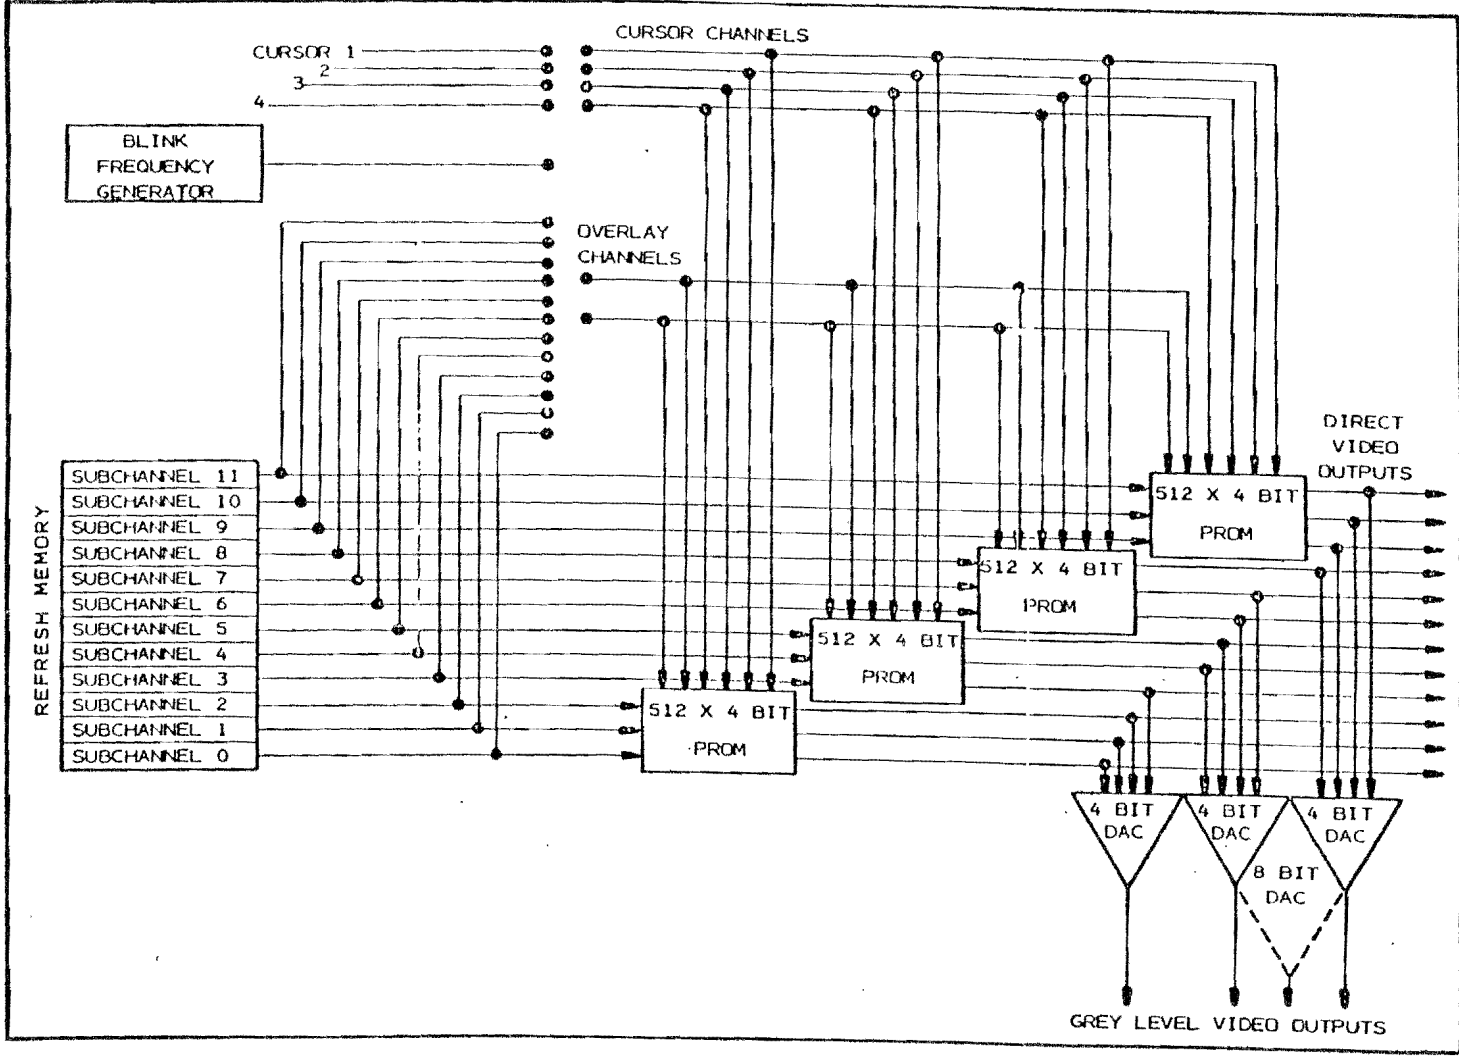 CURSOR CHANNELS
CURSOR 1
2
3
4
BLINK
FREQUENCY
GENERATOR
OVERLAY
CHANNELS
DIRECT
VIDEO
OUTPUTS
REFRESH MEMORY
SUBCHANNEL 11
SUBCHANNEL 10
SUBCHANNEL 9
SUBCHANNEL 8
SUBCHANNEL 7
SUBCHANNEL 6
SUBCHANNEL 5
SUBCHANNEL 4
SUBCHANNEL 3
SUBCHANNEL 2
SUBCHANNEL 1
SUBCHANNEL 0
512 X 4 BIT
PROM
512 X 4 BIT
PROM
512 X 4 BIT
PROM
512 X 4 BIT
PROM
4 BIT
DAC
4 BIT
DAC
4 BIT
DAC
8 BIT
DAC
GREY LEVEL VIDEO OUTPUTS